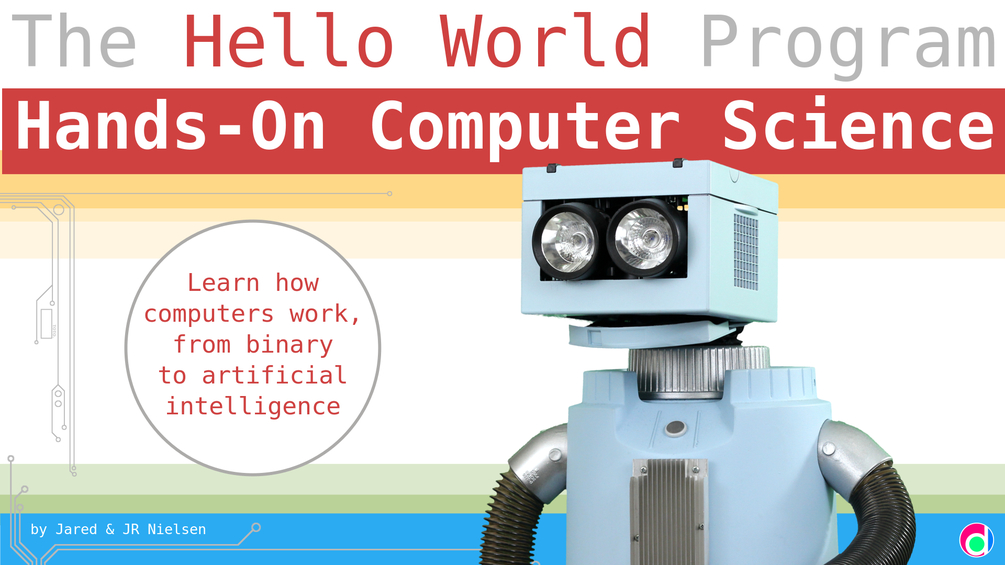 The Hello World Program
Hands-On Computer Science
Learn how
computers work,
from binary
to artificial
intelligence
by Jared & JR Nielsen